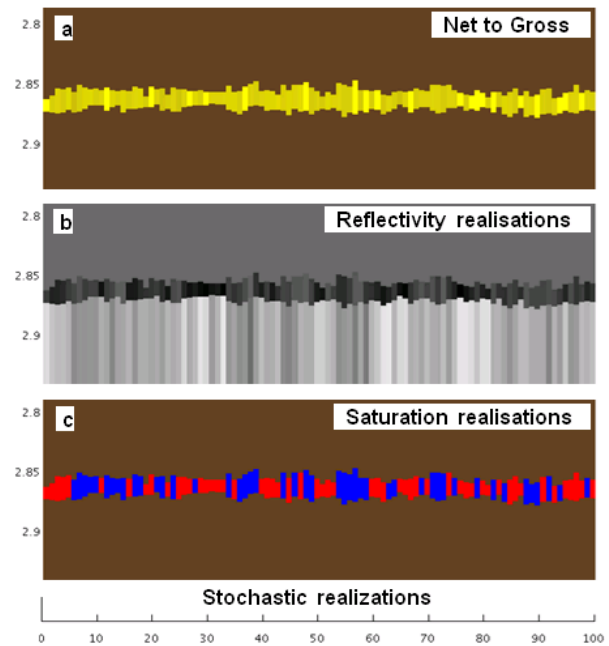 2.8
a
Net to Gross
2.85
2.9
2.8
b
Reflectivity realisations
2.85
2.9
2.8
c
Saturation realisations
2.85
2.9
Stochastic realizations
0 10 20 30 40 50 60 70 80 90 100